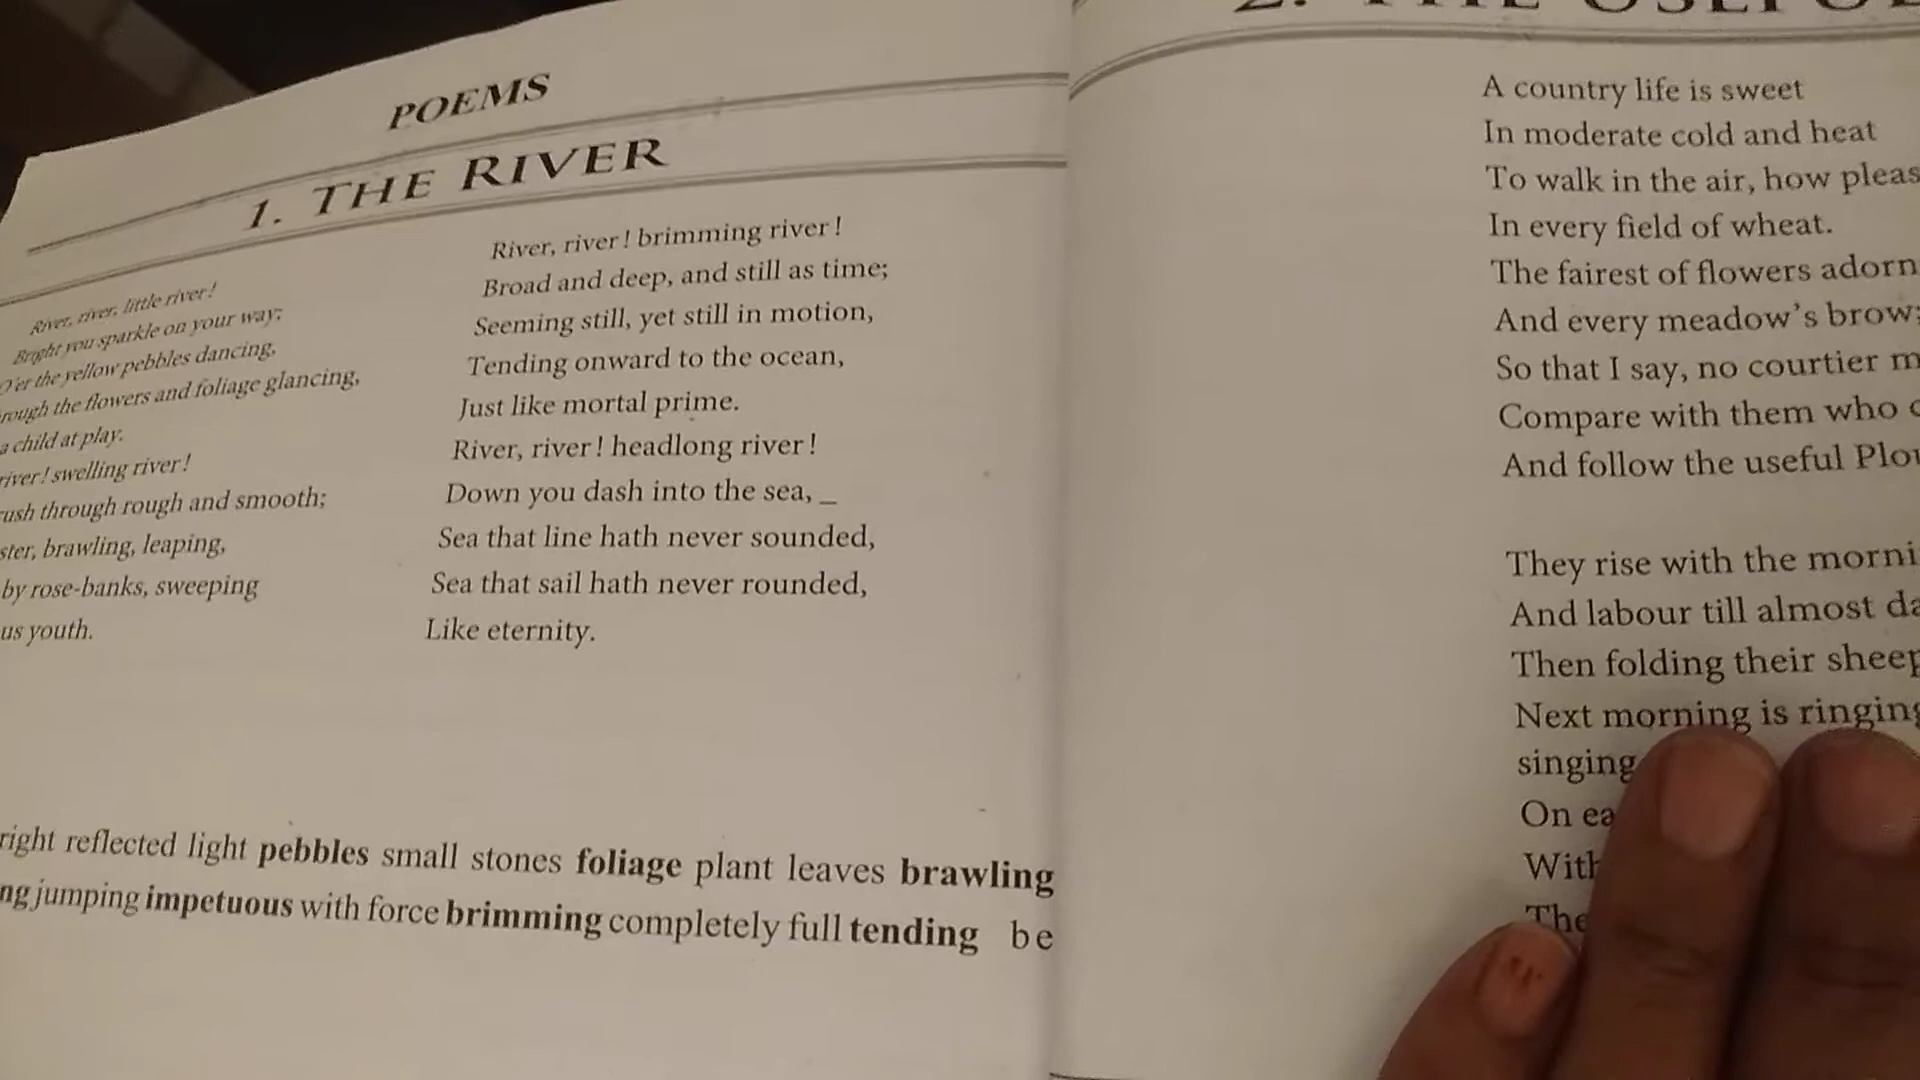 POEMS
1. THE RIVER
River, river, little river!
Bright you sparkle on your way;
O'er the yellow pebbles dancing,
rough the flowers and foliage glancing,
a child at play.
river! swelling river!
ush through rough and smooth;
ster, brawling, leaping,
by rose-banks, sweeping
us youth.
River, river! brimming river!
Broad and deep, and still as time;
Seeming still, yet still in motion,
Tending onward to the ocean,
Just like mortal prime.
River, river! headlong river!
Down you dash into the sea, _
Sea that line hath never sounded,
Sea that sail hath never rounded,
Like eternity.
right reflected light pebbles small stones foliage plant leaves brawling
ng jumping impetuous with force brimming completely full tending be
2. THE
A country life is sweet
In moderate cold and heat
To walk in the air, how pleas
In every field of wheat.
The fairest of flowers adorn
And every meadow's brow;
So that I say, no courtier m
Compare with them who
And follow the useful Plou
They rise with the morni
And labour till almost da
Then folding their sheep
Next morning is ringing
singing
On ea
With
The